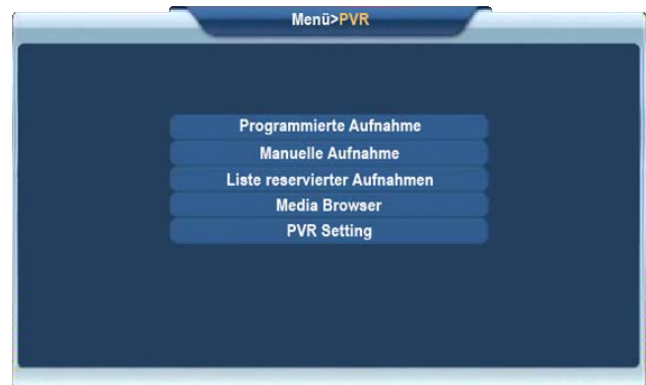 Menü>PVR
Programmierte Aufnahme
Manuelle Aufnahme
Liste reservierter Aufnahmen
Media Browser
PVR Setting